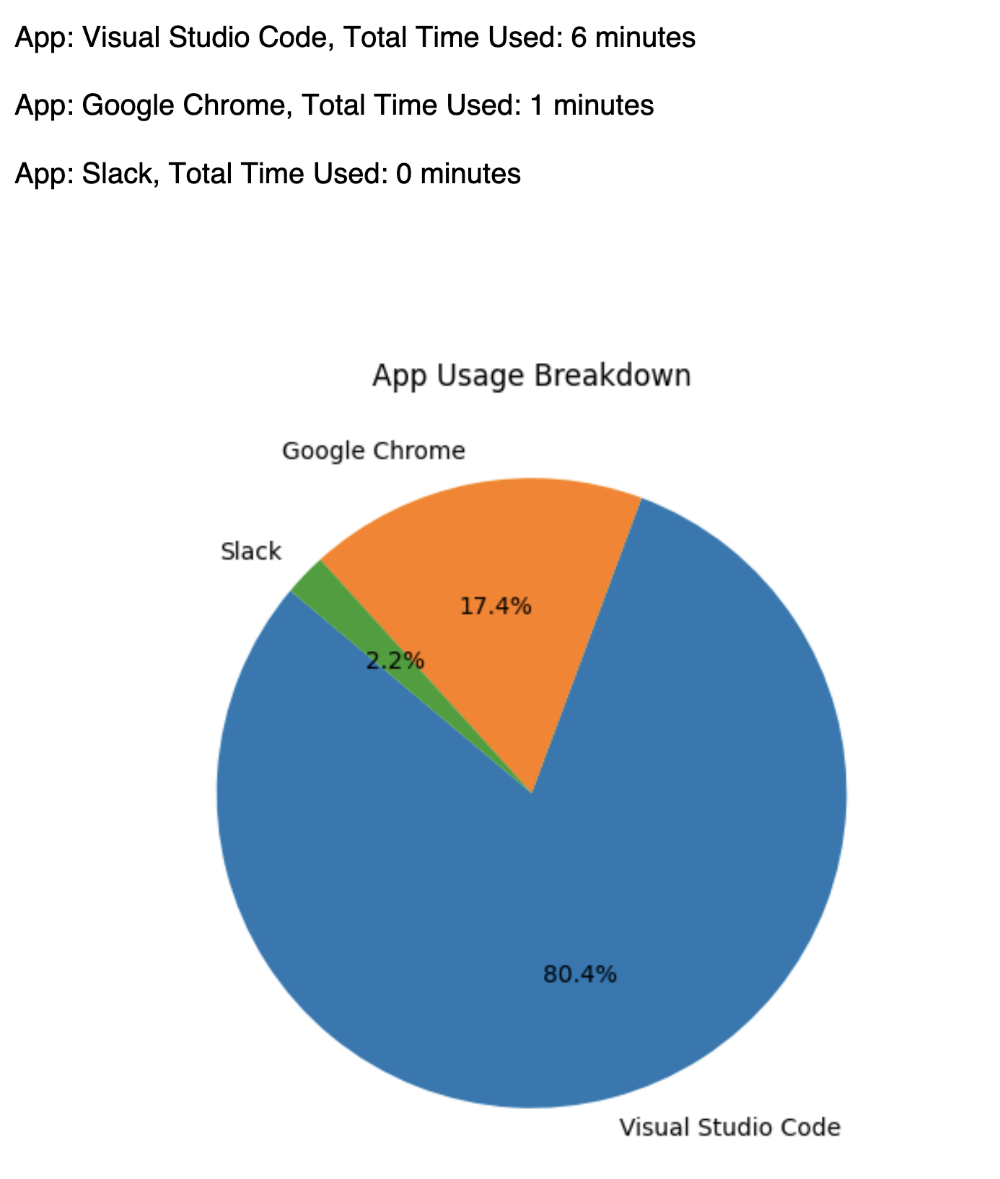 App: Visual Studio Code, Total Time Used: 6 minutes
App: Google Chrome, Total Time Used: 1 minutes
App: Slack, Total Time Used: 0 minutes
App Usage Breakdown
Google Chrome
Slack
17.4%
2.2%
80.4%
Visual Studio Code